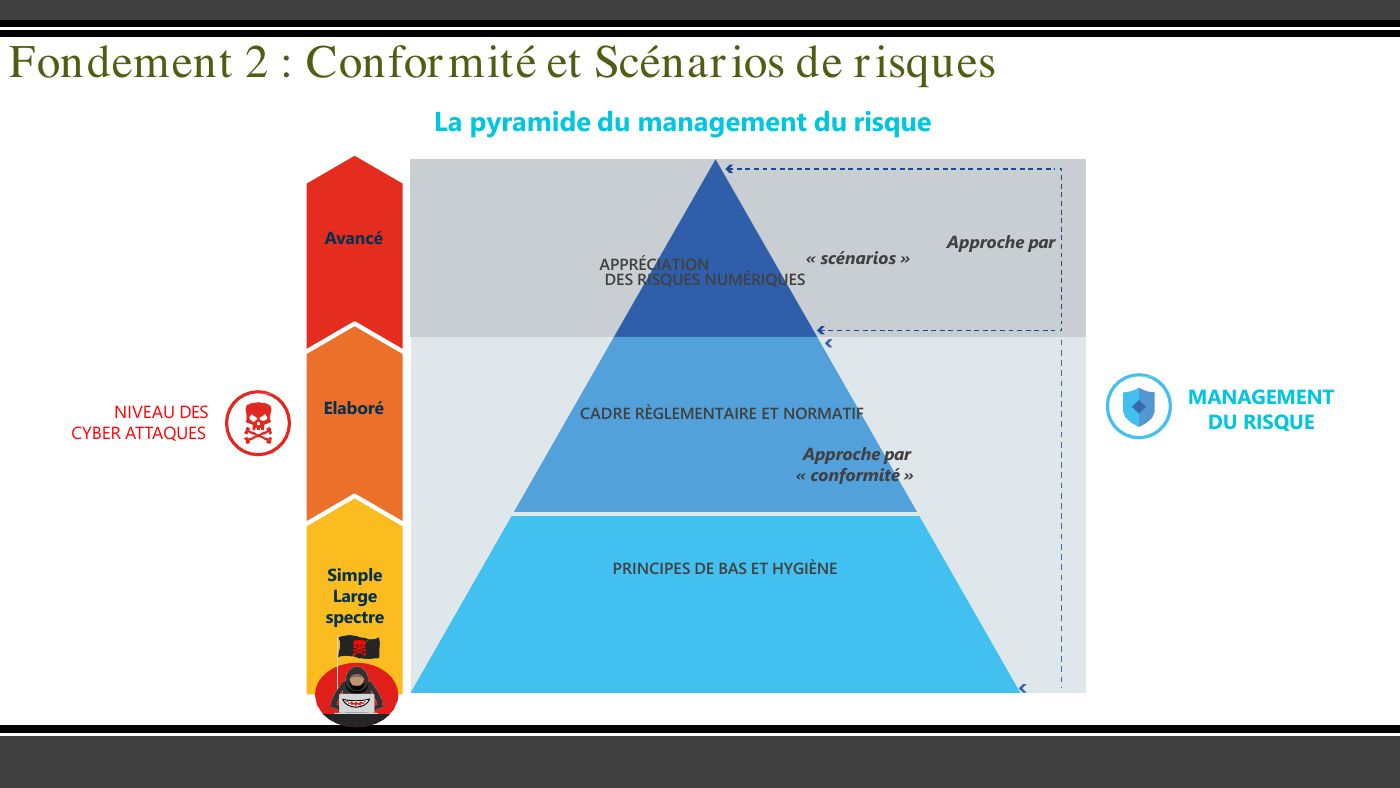 Fondement 2 : Conformité et Scénarios de risques
La pyramide du management du risque
Avancé
Approche par
« scénarios »
APPRÉCIATION
DES RISQUES NUMÉRIQUES
Elaboré
CADRE RÈGLEMENTAIRE ET NORMATIF
NIVEAU DES
CYBER ATTAQUES
MANAGEMENT
DU RISQUE
Approche par
« conformité »
PRINCIPES DE BAS ET HYGIÈNE
Simple
Large
spectre